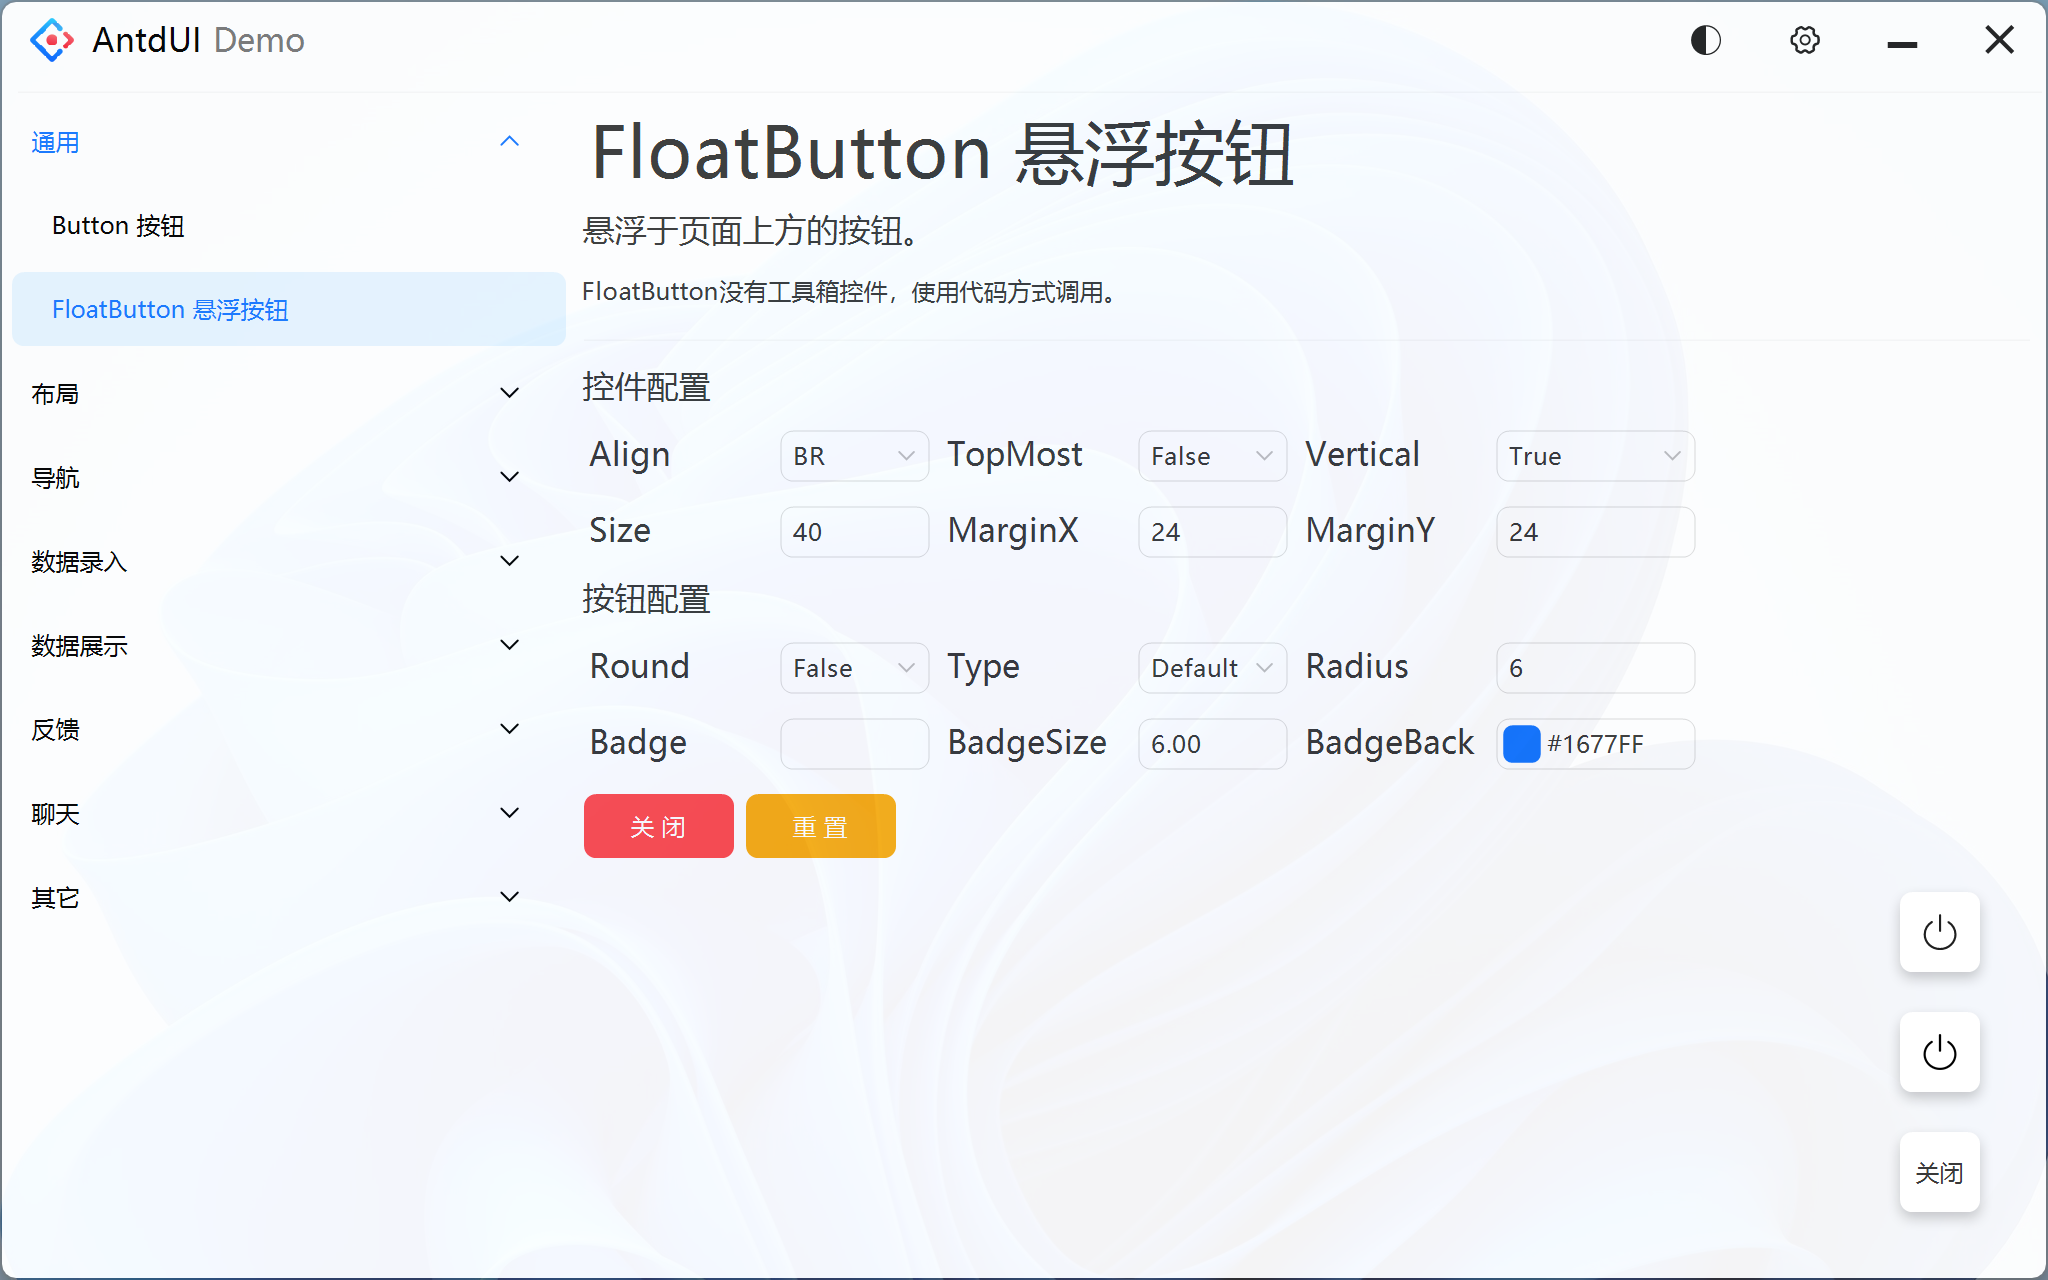 AntdUI Demo
通用
Button 按钮
FloatButton 悬浮按钮
布局
导航
数据录入
数据展示
反馈
聊天
其它
FloatButton 悬浮按钮
悬浮于页面上方的按钮。
FloatButton没有工具箱控件，使用代码方式调用。
控件配置
Align BR TopMost False Vertical True
Size 40 MarginX 24 MarginY 24
按钮配置
Round False Type Default Radius 6
Badge BadgeSize 6.00 BadgeBack #1677FF
关闭 重置
关闭